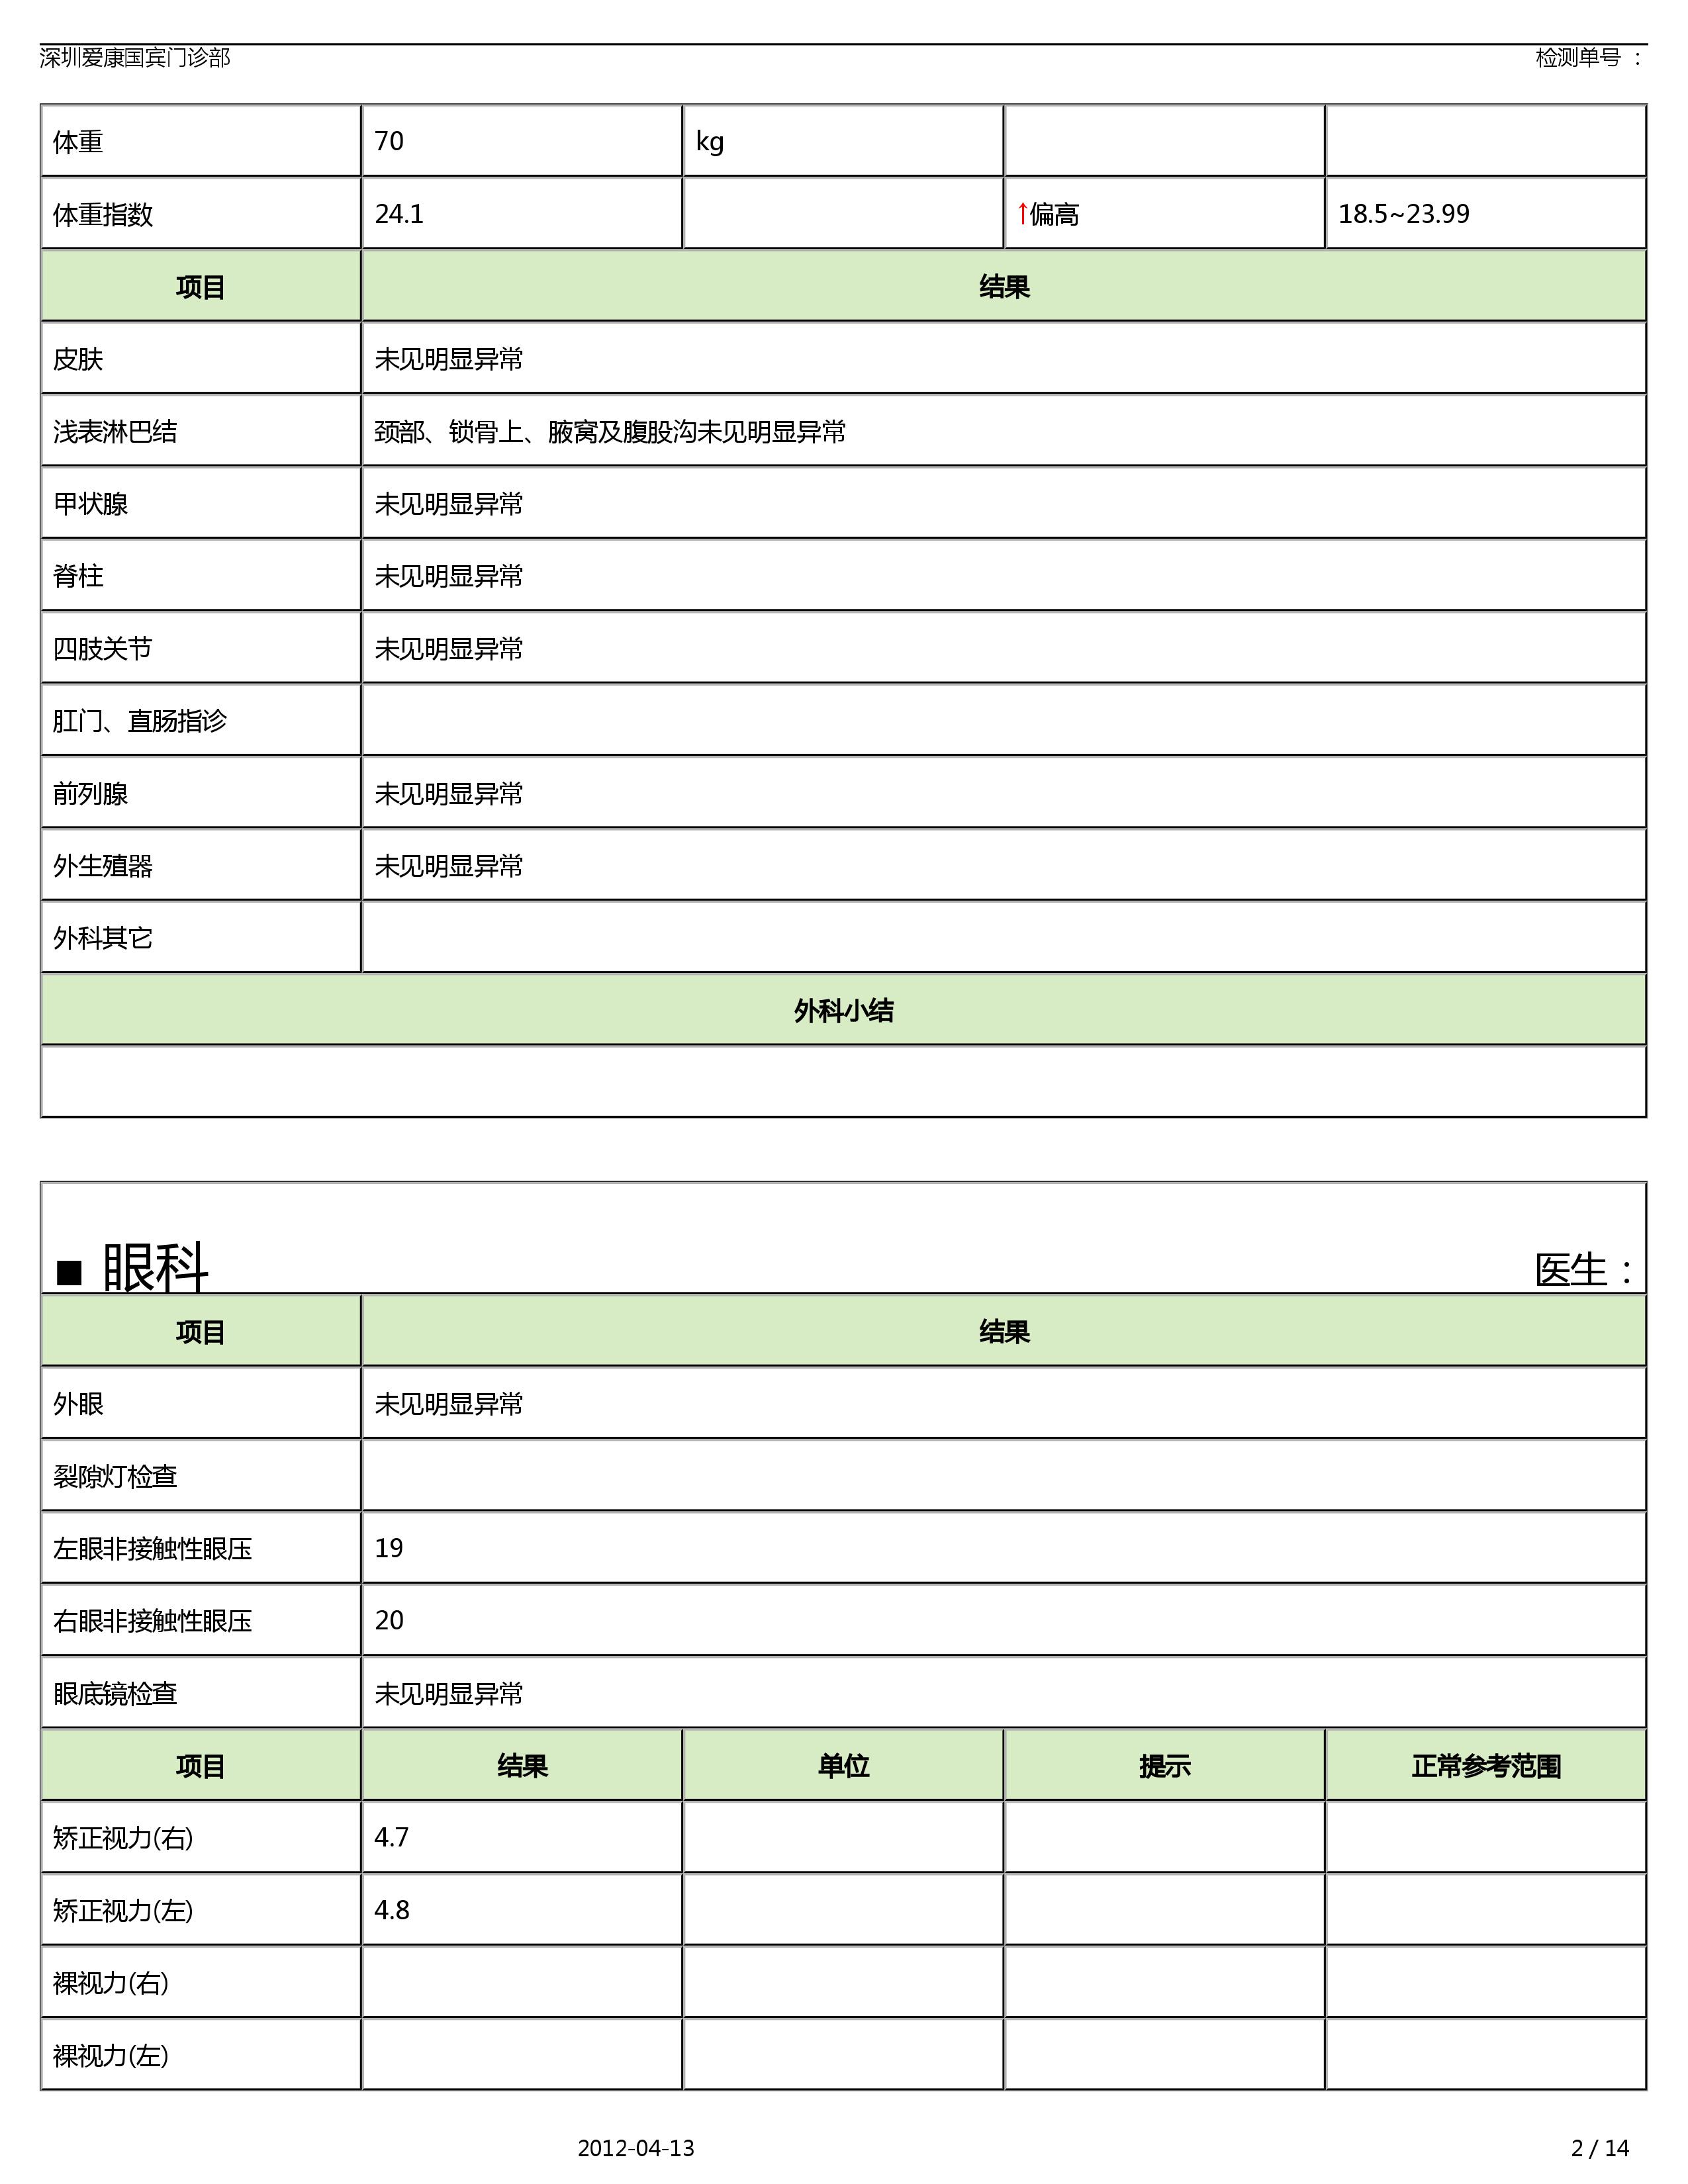 深圳爱康国宾门诊部 检测单号 ：
体重 70 kg
体重指数 24.1 ↑偏高 18.5~23.99
项目 结果
皮肤 未见明显异常
浅表淋巴结 颈部、锁骨上、腋窝及腹股沟未见明显异常
甲状腺 未见明显异常
脊柱 未见明显异常
四肢关节 未见明显异常
肛门、直肠指诊
前列腺 未见明显异常
外生殖器 未见明显异常
外科其它
外科小结
■ 眼科 医生：
项目 结果
外眼 未见明显异常
裂隙灯检查
左眼非接触性眼压 19
右眼非接触性眼压 20
眼底镜检查 未见明显异常
项目 结果 单位 提示 正常参考范围
矫正视力(右) 4.7
矫正视力(左) 4.8
裸视力(右)
裸视力(左)
2012-04-13 2 / 14